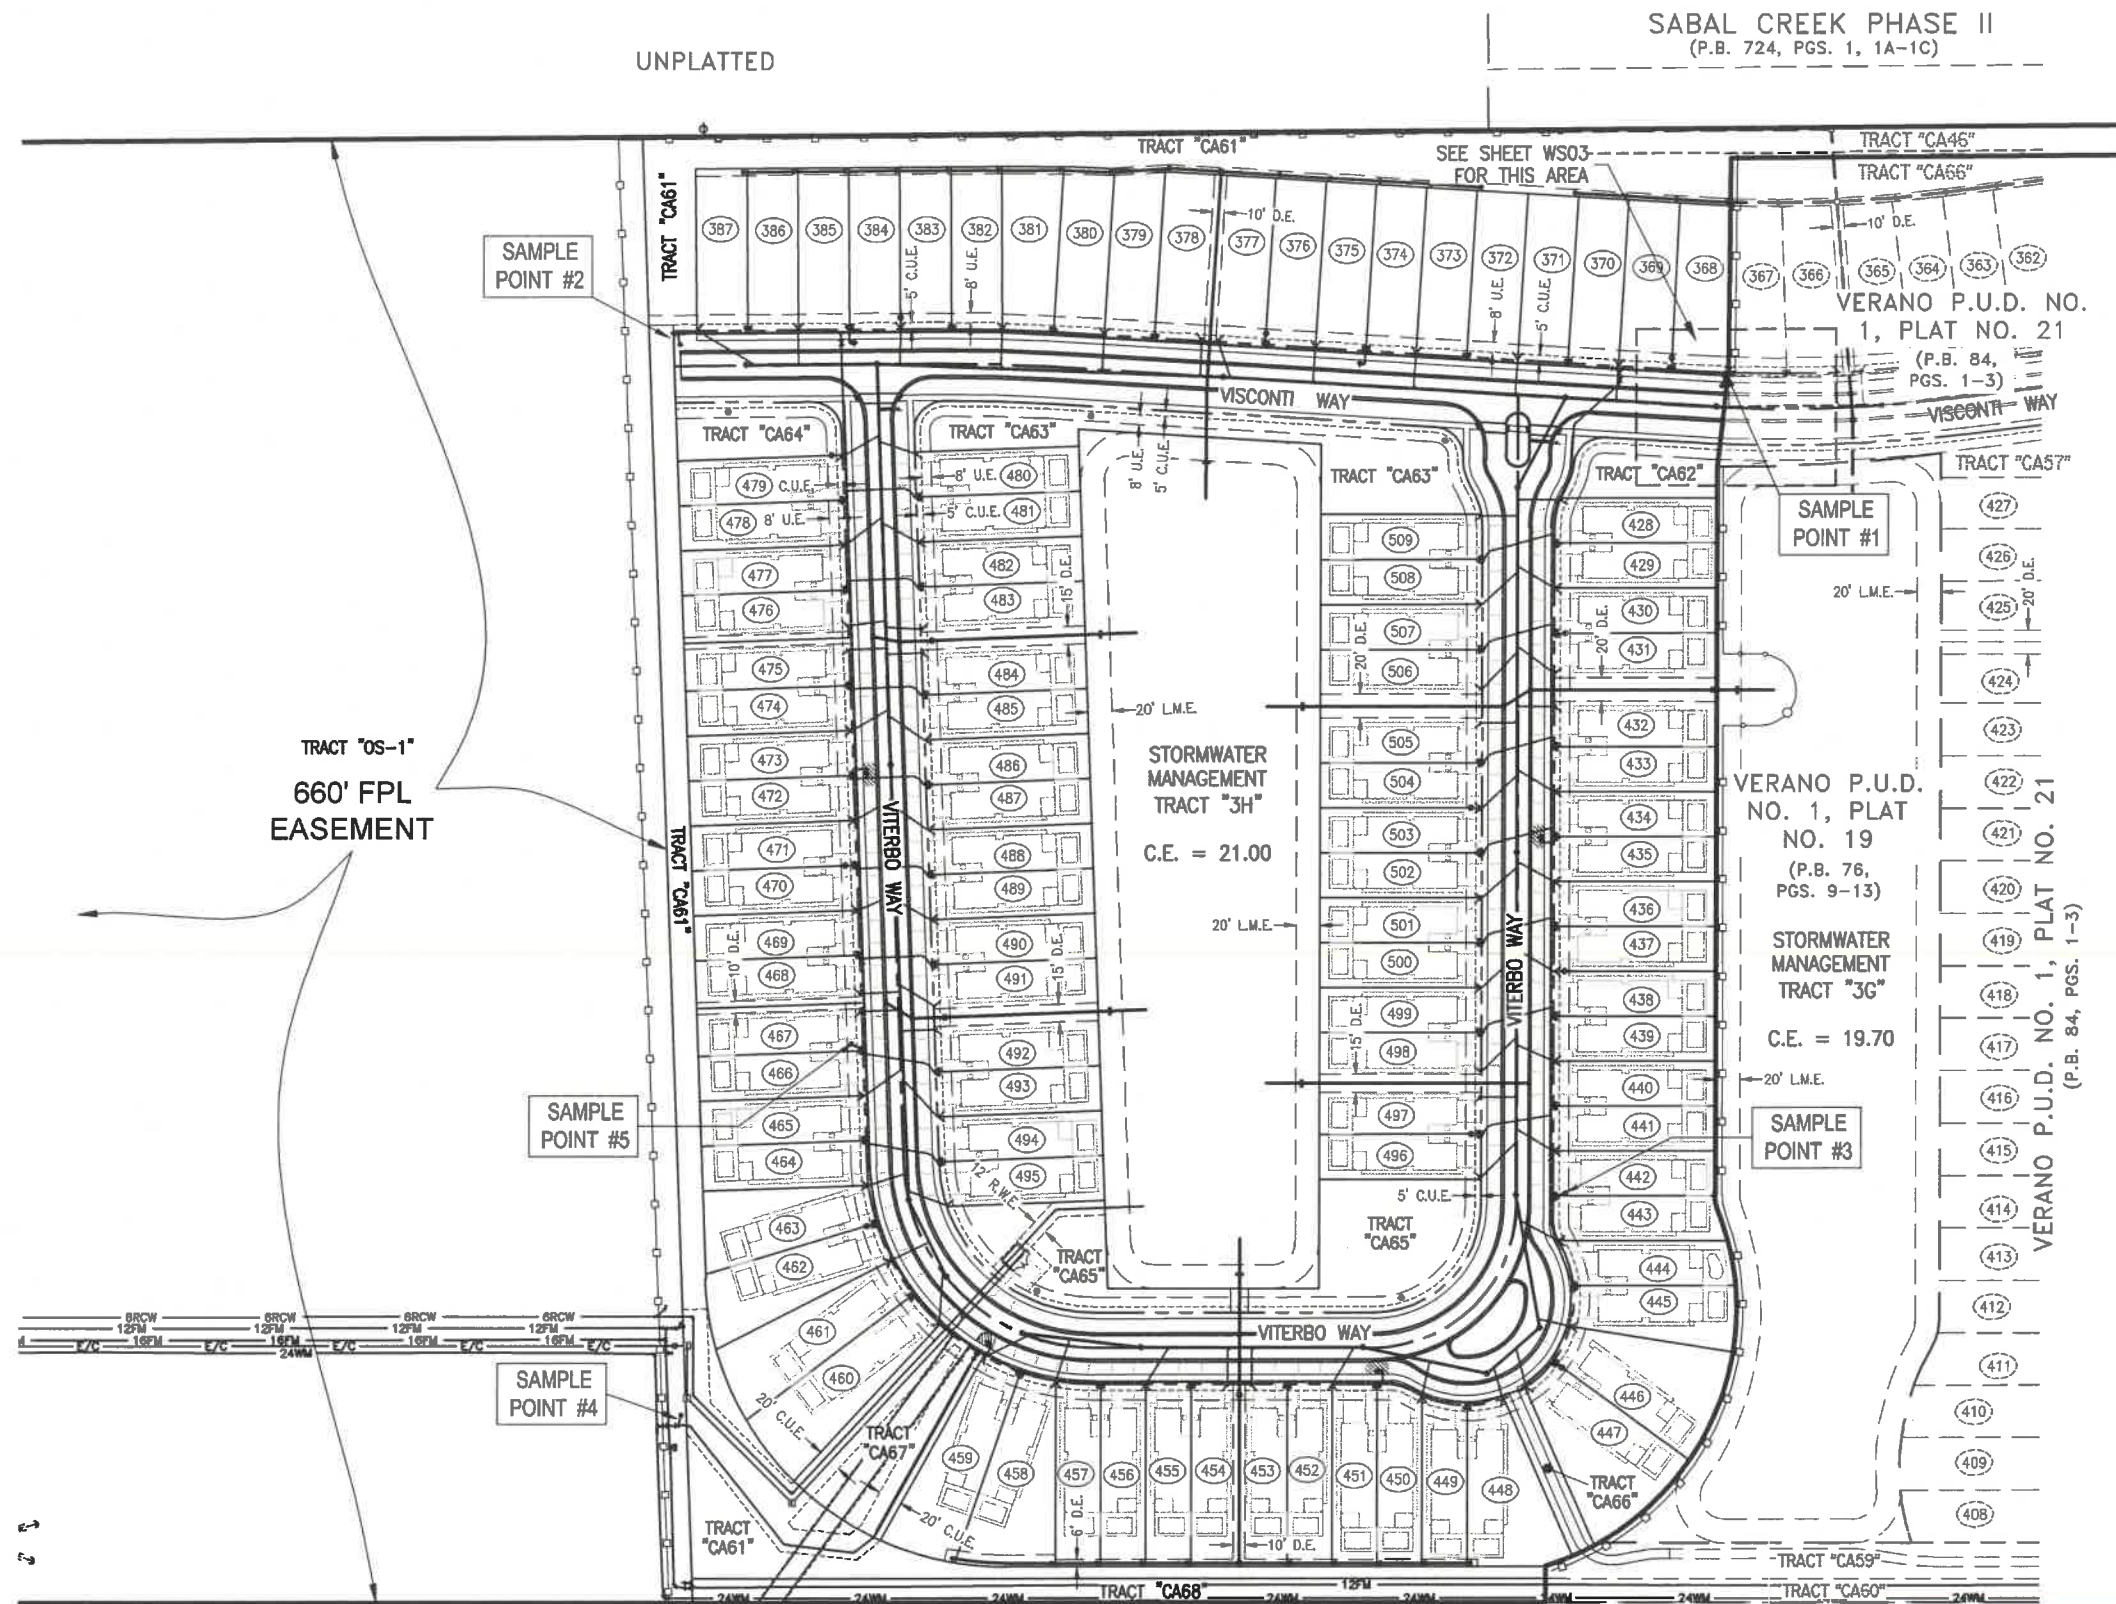 SABAL CREEK PHASE II
(P.B. 724, PGS. 1, 1A-1C)
UNPLATTED
TRACT "CA61"
SEE SHEET WS03
FOR THIS AREA
TRACT "CA46"
TRACT "CA66"
TRACT "CA61"
387
386
385
384
383
382
381
380
379
378
10' D.E.
377
376
375
374
373
372
371
370
369
368
367
366
10' D.E.
365
364
363
362
SAMPLE
POINT #2
5' C.U.E.
8' U.E.
8' U.E.
5' C.U.E.
VERANO P.U.D. NO.
1, PLAT NO. 21
(P.B. 84,
PGS. 1-3)
VISCONTI WAY
VISCONTI WAY
TRACT "CA64"
TRACT "CA63"
8' U.E.
5' C.U.E.
TRACT "CA63"
TRACT "CA62"
TRACT "CA57"
SAMPLE
POINT #1
479
C.U.E.
478
8' U.E.
477
476
475
474
473
472
471
470
469
468
10' D.E.
467
466
465
464
463
462
461
460
8' U.E.
480
5' C.U.E.
481
482
483
15' D.E.
484
485
486
487
488
489
490
491
15' D.E.
492
493
494
495
12' R.W.E.
VITERBO WAY
20' L.M.E.
STORMWATER
MANAGEMENT
TRACT "3H"
C.E. = 21.00
20' L.M.E.
509
508
507
506
20' D.E.
505
504
503
502
501
500
499
498
15' D.E.
497
496
5' C.U.E.
VITERBO WAY
428
429
430
431
20' D.E.
432
433
434
435
436
437
438
439
440
441
442
443
444
445
446
447
20' L.M.E.
VERANO P.U.D.
NO. 1, PLAT
NO. 19
(P.B. 76,
PGS. 9-13)
STORMWATER
MANAGEMENT
TRACT "3G"
C.E. = 19.70
20' L.M.E.
SAMPLE
POINT #3
427
426
425
20' D.E.
424
423
422
421
420
419
418
417
416
415
414
413
412
411
410
409
408
VERANO P.U.D. NO. 1, PLAT NO. 21
(P.B. 84, PGS. 1-3)
TRACT "OS-1"
660' FPL
EASEMENT
TRACT "CA61"
SAMPLE
POINT #5
TRACT
"CA65"
TRACT
"CA65"
VITERBO WAY
6RCW 6RCW 6RCW 6RCW
12FM 12FM 12FM 12FM
E/C 16FM E/C 16FM E/C 16FM E/C 16FM E/C
24WM
SAMPLE
POINT #4
20' C.U.E.
TRACT
"CA67"
20' C.U.E.
TRACT
"CA61"
459
458
457
456
455
454
453
452
451
450
449
448
6' D.E.
10' D.E.
TRACT
"CA66"
TRACT "CA59"
TRACT "CA60"
TRACT "CA68"
12FM
24WM 24WM 24WM 24WM 24WM 24WM 24WM